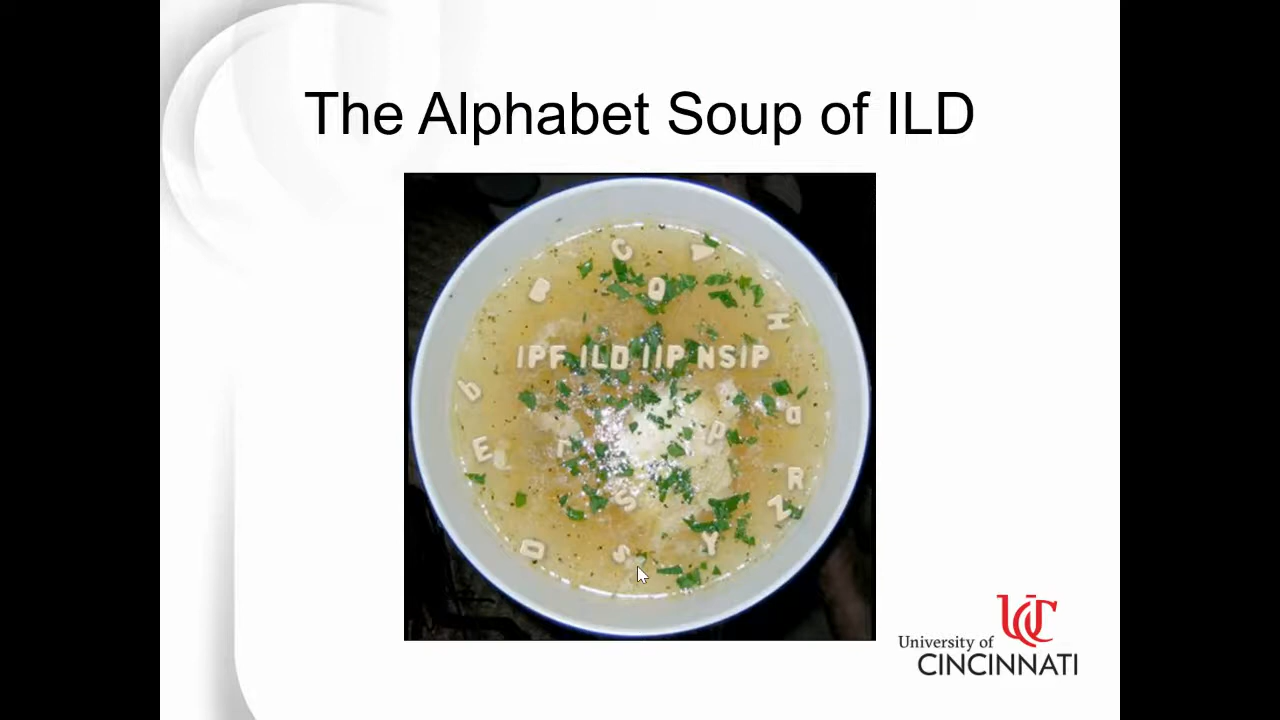 The Alphabet Soup of ILD
C
O
IPF ILD IIP NSIP
b
a
E
T
P
R
S
Z
D
S
Y
University of
CINCINNATI